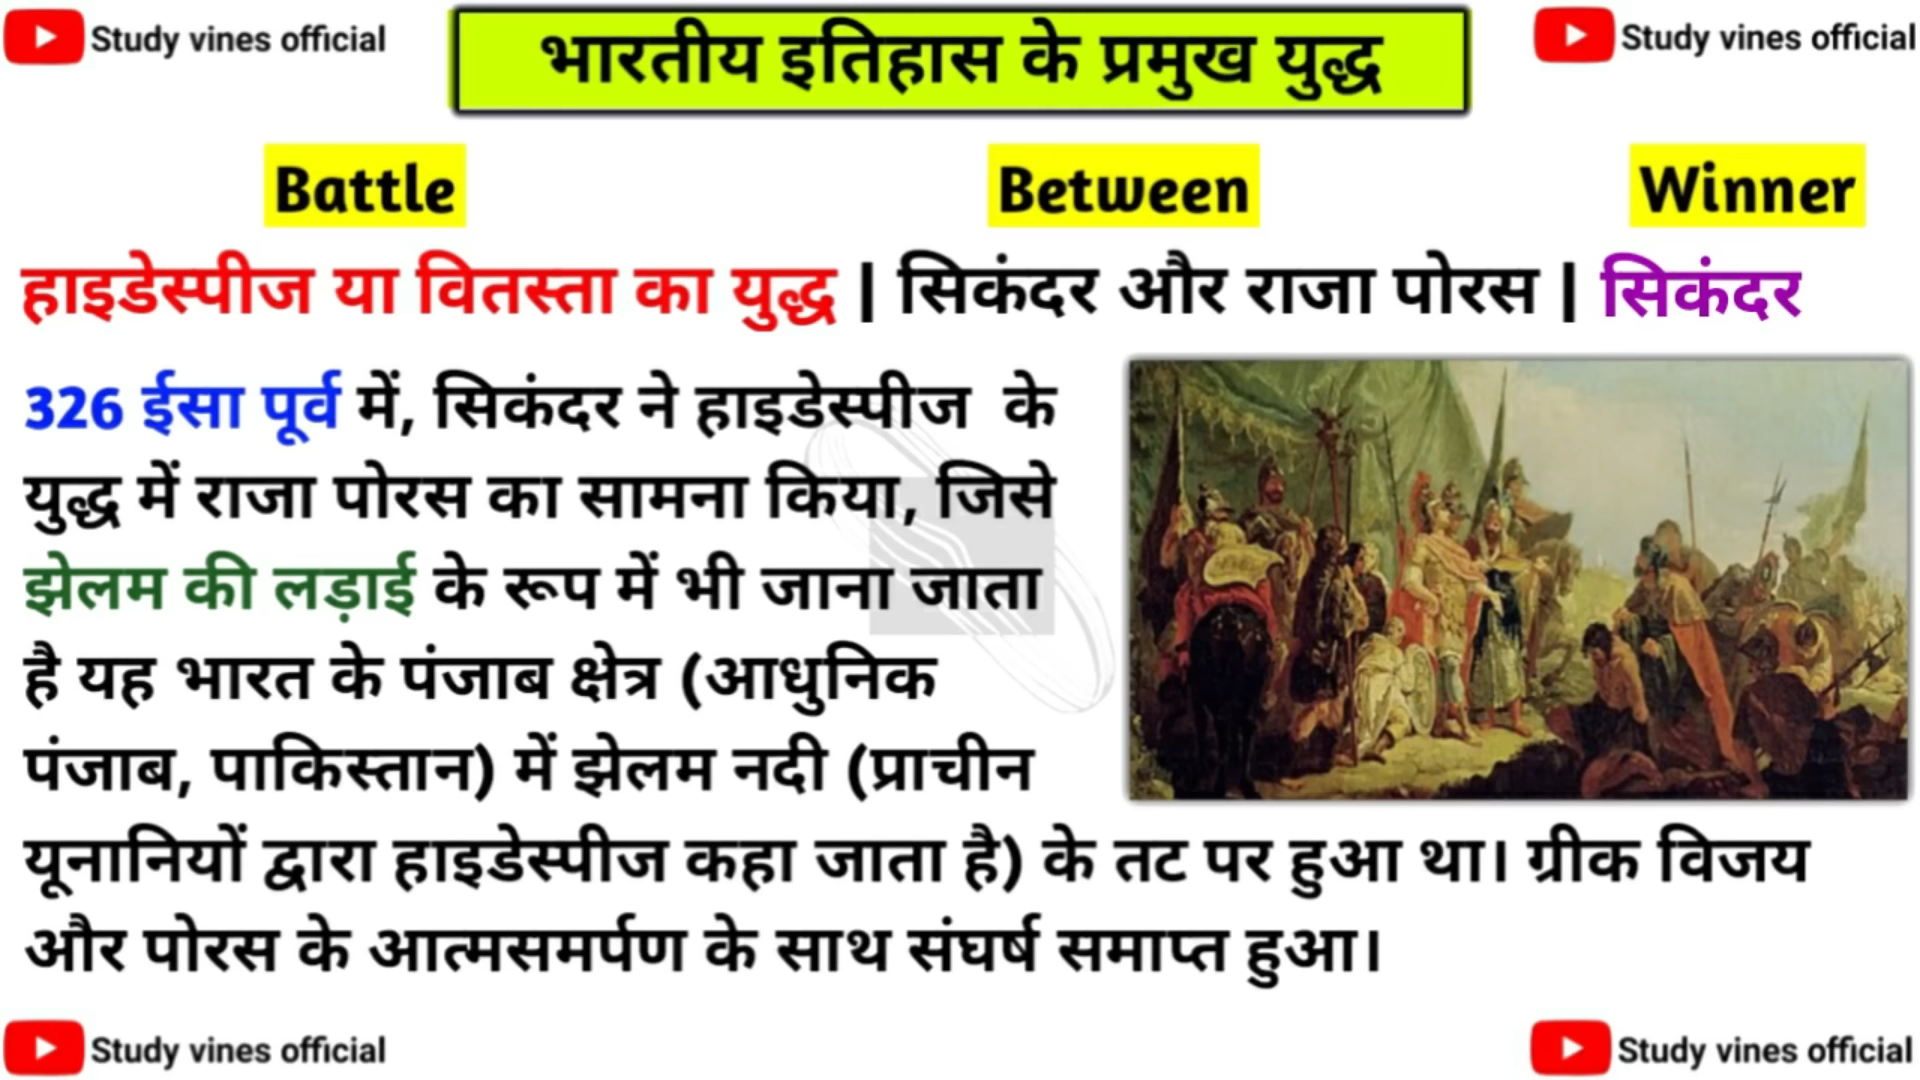 Study vines official
भारतीय इतिहास के प्रमुख युद्ध
Study vines official
Battle Between Winner
हाइडेस्पीज या वितस्ता का युद्ध | सिकंदर और राजा पोरस | सिकंदर
326 ईसा पूर्व में, सिकंदर ने हाइडेस्पीज के
युद्ध में राजा पोरस का सामना किया, जिसे
झेलम की लड़ाई के रूप में भी जाना जाता
है यह भारत के पंजाब क्षेत्र (आधुनिक
पंजाब, पाकिस्तान) में झेलम नदी (प्राचीन
यूनानियों द्वारा हाइडेस्पीज कहा जाता है) के तट पर हुआ था। ग्रीक विजय
और पोरस के आत्मसमर्पण के साथ संघर्ष समाप्त हुआ।
Study vines official
Study vines official